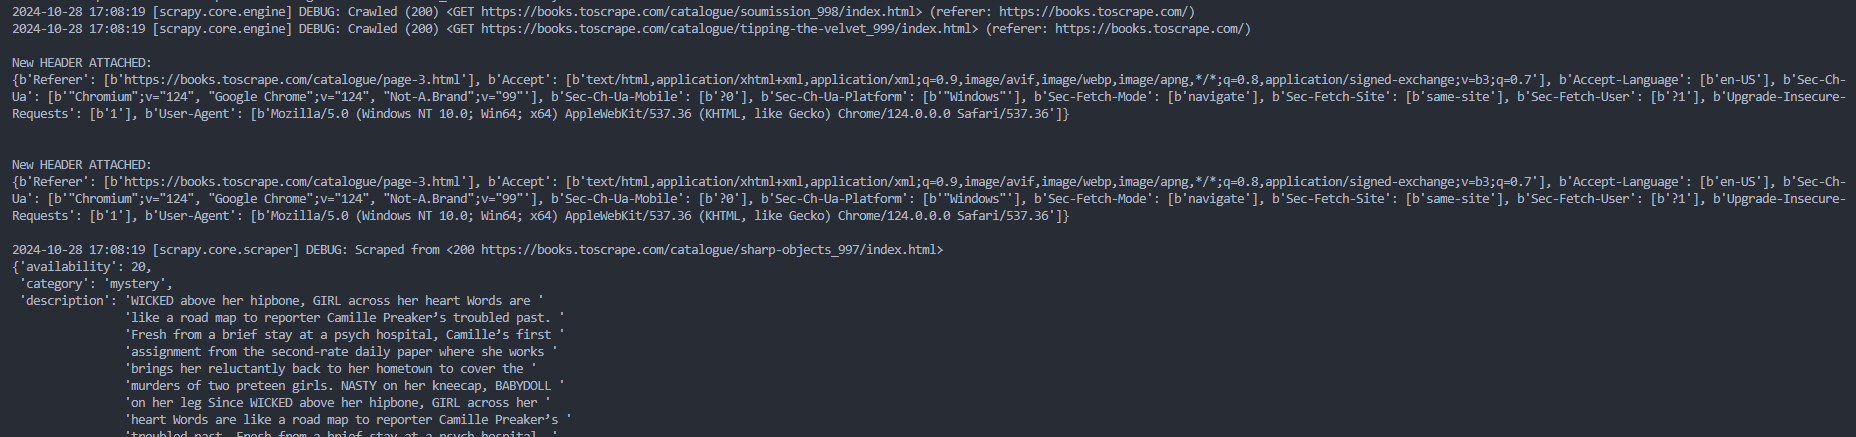 2024-10-28 17:08:19 [scrapy.core.engine] DEBUG: Crawled (200) <GET https://books.toscrape.com/catalogue/soumission_998/index.html> (referer: https://books.toscrape.com/)
2024-10-28 17:08:19 [scrapy.core.engine] DEBUG: Crawled (200) <GET https://books.toscrape.com/catalogue/tipping-the-velvet_999/index.html> (referer: https://books.toscrape.com/)
New HEADER ATTACHED:
{b'Referer': [b'https://books.toscrape.com/catalogue/page-3.html'], b'Accept': [b'text/html,application/xhtml+xml,application/xml;q=0.9,image/avif,image/webp,image/apng,*/*;q=0.8,application/signed-exchange;v=b3;q=0.7'], b'Accept-Language': [b'en-US'], b'Sec-Ch-
Ua': [b'"Chromium";v="124", "Google Chrome";v="124", "Not-A.Brand";v="99"'], b'Sec-Ch-Ua-Mobile': [b'?0'], b'Sec-Ch-Ua-Platform': [b'"Windows"'], b'Sec-Fetch-Mode': [b'navigate'], b'Sec-Fetch-Site': [b'same-site'], b'Sec-Fetch-User': [b'?1'], b'Upgrade-Insecure-
Requests': [b'1'], b'User-Agent': [b'Mozilla/5.0 (Windows NT 10.0; Win64; x64) AppleWebKit/537.36 (KHTML, like Gecko) Chrome/124.0.0.0 Safari/537.36']}
New HEADER ATTACHED:
{b'Referer': [b'https://books.toscrape.com/catalogue/page-3.html'], b'Accept': [b'text/html,application/xhtml+xml,application/xml;q=0.9,image/avif,image/webp,image/apng,*/*;q=0.8,application/signed-exchange;v=b3;q=0.7'], b'Accept-Language': [b'en-US'], b'Sec-Ch-
Ua': [b'"Chromium";v="124", "Google Chrome";v="124", "Not-A.Brand";v="99"'], b'Sec-Ch-Ua-Mobile': [b'?0'], b'Sec-Ch-Ua-Platform': [b'"Windows"'], b'Sec-Fetch-Mode': [b'navigate'], b'Sec-Fetch-Site': [b'same-site'], b'Sec-Fetch-User': [b'?1'], b'Upgrade-Insecure-
Requests': [b'1'], b'User-Agent': [b'Mozilla/5.0 (Windows NT 10.0; Win64; x64) AppleWebKit/537.36 (KHTML, like Gecko) Chrome/124.0.0.0 Safari/537.36']}
2024-10-28 17:08:19 [scrapy.core.scraper] DEBUG: Scraped from <200 https://books.toscrape.com/catalogue/sharp-objects_997/index.html>
{'availability': 20,
'category': 'mystery',
'description': 'WICKED above her hipbone, GIRL across her heart Words are '
'like a road map to reporter Camille Preaker’s troubled past. '
'Fresh from a brief stay at a psych hospital, Camille’s first '
'assignment from the second-rate daily paper where she works '
'brings her reluctantly back to her hometown to cover the '
'murders of two preteen girls. NASTY on her kneecap, BABYDOLL '
'on her leg Since WICKED above her hipbone, GIRL across her '
'heart Words are like a road map to reporter Camille Preaker’s '
'troubled past. Fresh from a brief stay at a psych hospital, '